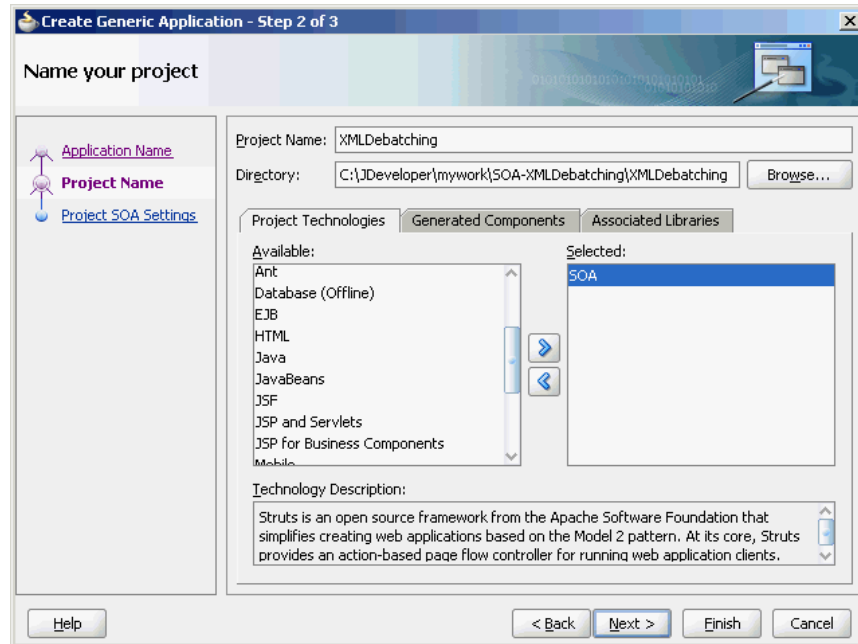 Create Generic Application - Step 2 of 3
Name your project
Application Name
Project Name
Project SOA Settings
Project Name: XMLDebatching
Directory: C:\JDeveloper\mywork\SOA-XMLDebatching\XMLDebatching Browse...
Project Technologies Generated Components Associated Libraries
Available: Selected:
Ant SOA
Database (Offline)
EJB
HTML
Java
JavaBeans
JSF
JSP and Servlets
JSP for Business Components
Mobile
Technology Description:
Struts is an open source framework from the Apache Software Foundation that
simplifies creating web applications based on the Model 2 pattern. At its core, Struts
provides an action-based page flow controller for running web application clients.
Help < Back Next > Finish Cancel